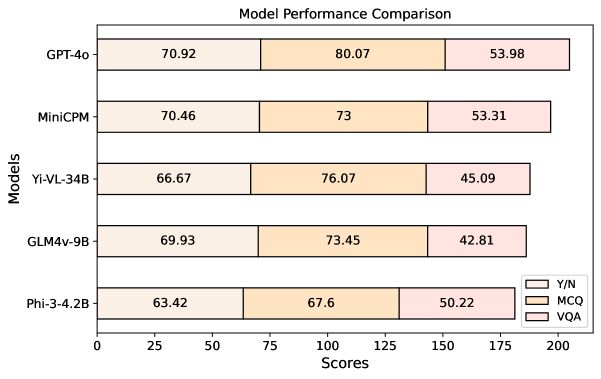 Model Performance Comparison
GPT-4o 70.92 80.07 53.98
MiniCPM 70.46 73 53.31
Yi-VL-34B 66.67 76.07 45.09
GLM4v-9B 69.93 73.45 42.81
Phi-3-4.2B 63.42 67.6 50.22
Models
Y/N
MCQ
VQA
0 25 50 75 100 125 150 175 200
Scores